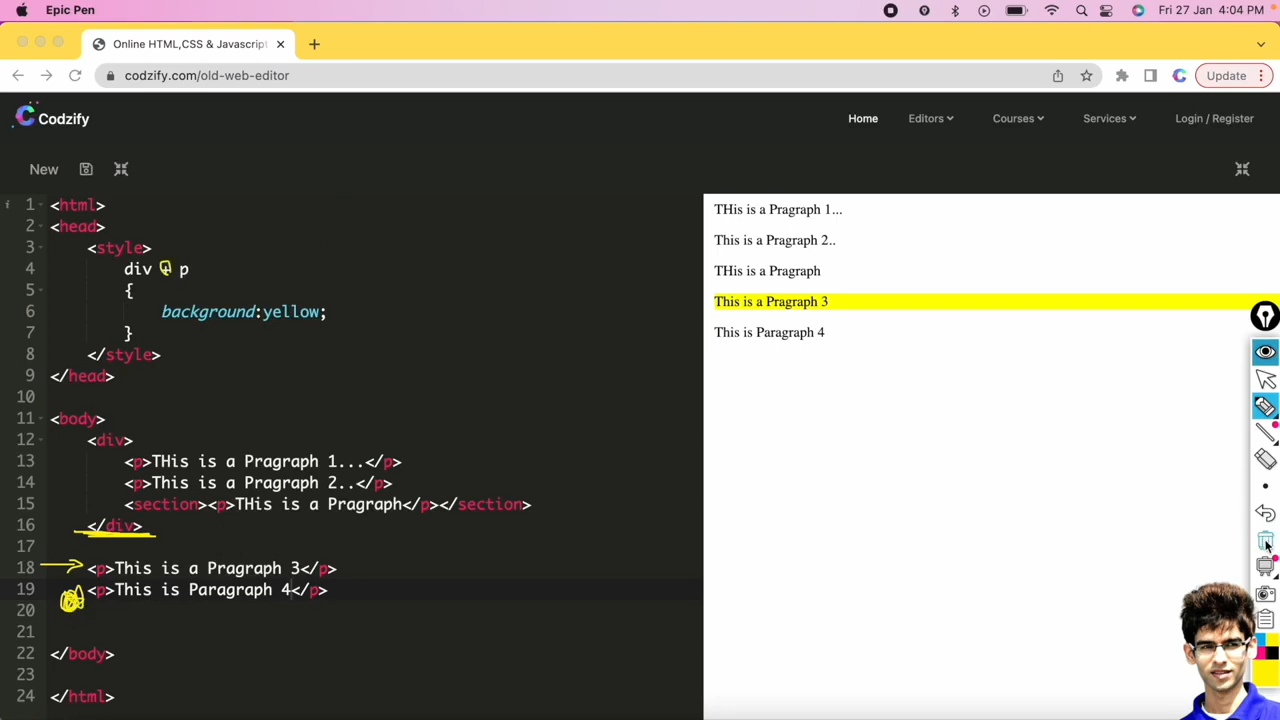 Epic Pen
Fri 27 Jan 4:04 PM
Online HTML,CSS & Javascript
codzify.com/old-web-editor
Update
Codzify
Home
Editors
Courses
Services
Login / Register
New
1 <html>
2 <head>
3 <style>
4 div + p
5 {
6 background:yellow;
7 }
8 </style>
9 </head>
10
11 <body>
12 <div>
13 <p>THis is a Pragraph 1...</p>
14 <p>This is a Pragraph 2..</p>
15 <section><p>THis is a Pragraph</p></section>
16 </div>
17
18 <p>This is a Pragraph 3</p>
19 <p>This is Paragraph 4</p>
20
21
22 </body>
23
24 </html>
THis is a Pragraph 1...
This is a Pragraph 2..
THis is a Pragraph
This is a Pragraph 3
This is Paragraph 4